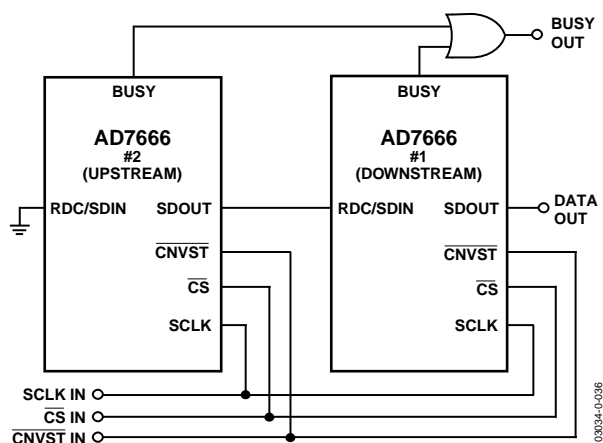 BUSY
OUT
BUSY
BUSY
AD7666
#2
(UPSTREAM)
AD7666
#1
(DOWNSTREAM)
RDC/SDIN
SDOUT
RDC/SDIN
SDOUT
DATA
OUT
CNVST
CNVST
CS
CS
SCLK
SCLK
SCLK IN
CS IN
CNVST IN
03034-0-036